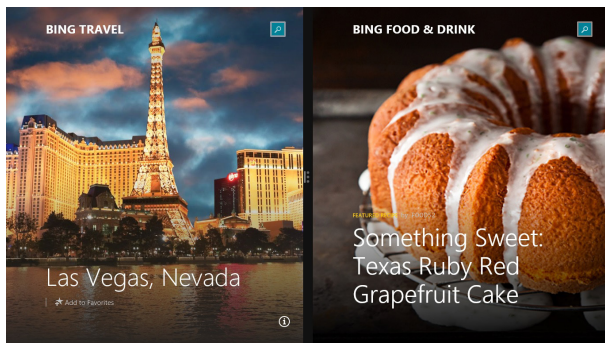 BING TRAVEL
Las Vegas, Nevada
Add to Favorites
BING FOOD & DRINK
Something Sweet:
Texas Ruby Red
Grapefruit Cake